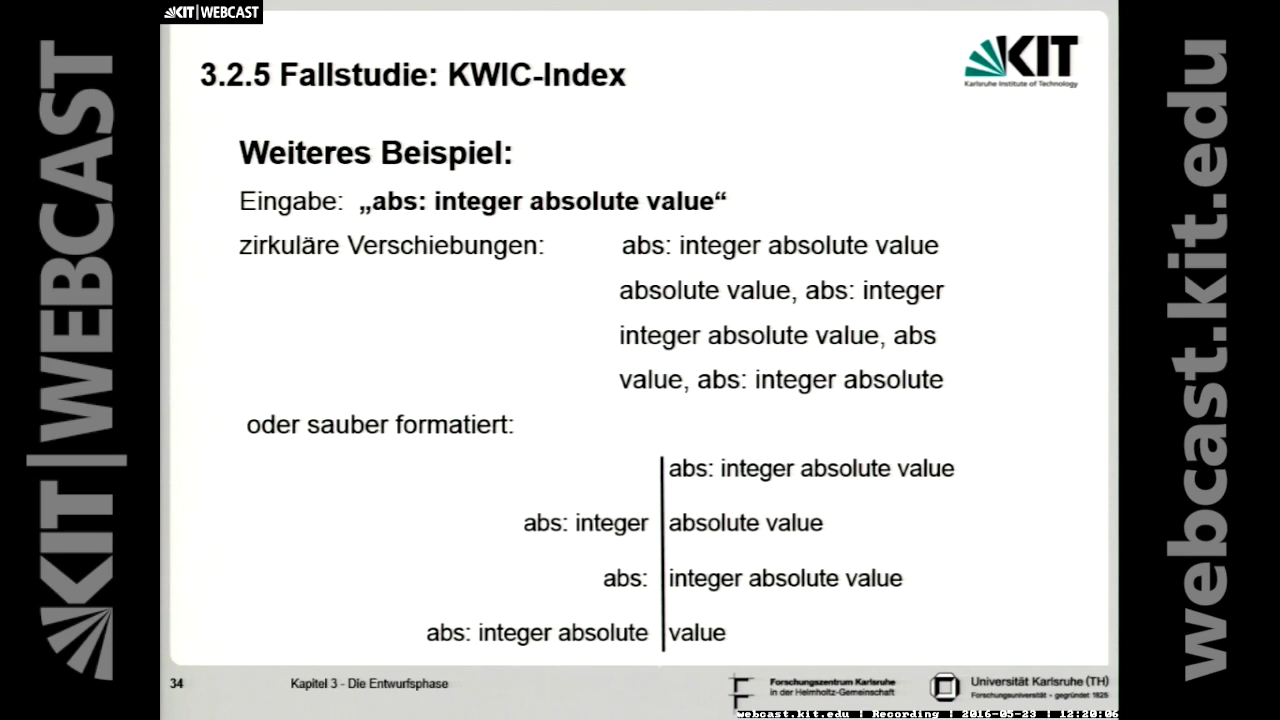 KIT|WEBCAST
KIT|WEBCAST
3.2.5 Fallstudie: KWIC-Index
KIT
Karlsruhe Institute of Technology
Weiteres Beispiel:
Eingabe: „abs: integer absolute value“
zirkuläre Verschiebungen: abs: integer absolute value
absolute value, abs: integer
integer absolute value, abs
value, abs: integer absolute
oder sauber formatiert:
abs: integer absolute value
abs: integer absolute value
abs: integer absolute value
abs: integer absolute value
34 Kapitel 3 - Die Entwurfsphase
Forschungszentrum Karlsruhe
in der Helmholtz-Gemeinschaft
Universität Karlsruhe (TH)
Forschungsuniversität • gegründet 1825
webcast.kit.edu | Recording | 2016-05-23 | 12:20:06
webcast.kit.edu